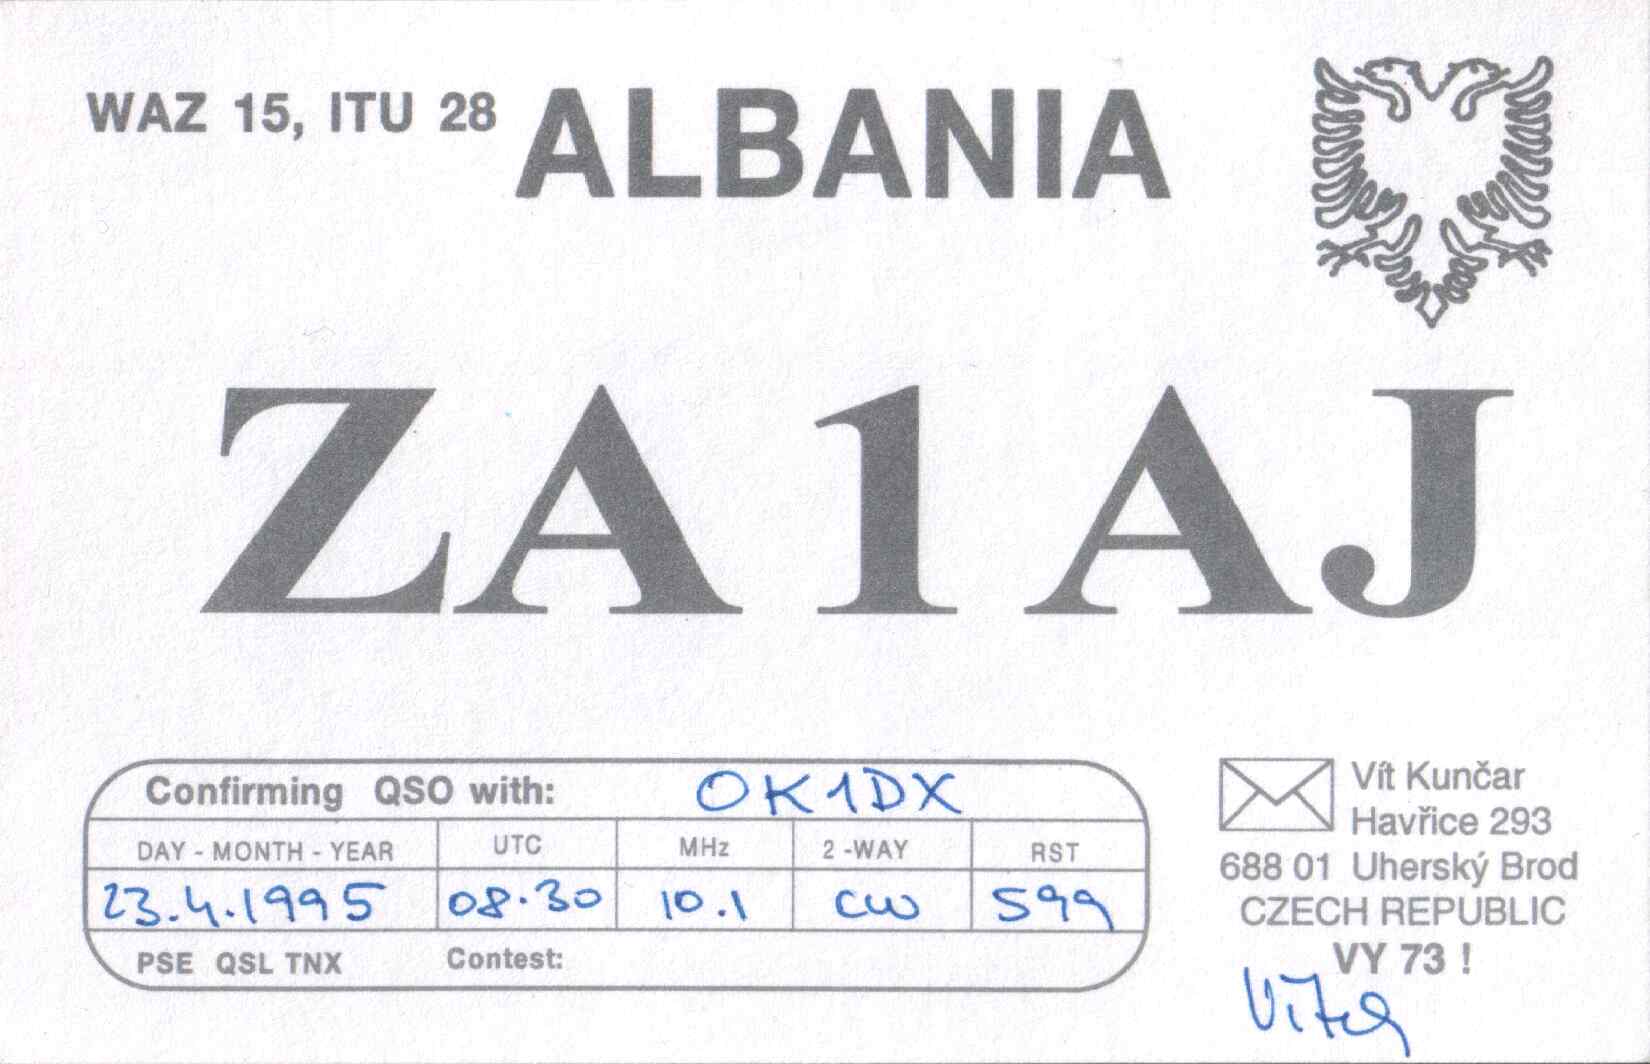 WAZ 15, ITU 28 ALBANIA
ZA1AJ
Confirming QSO with: OK1DX
DAY - MONTH - YEAR UTC MHz 2 -WAY RST
23.4.1995 08.30 10.1 CW 599
PSE QSL TNX Contest:
Vít Kunčar
Havřice 293
688 01 Uherský Brod
CZECH REPUBLIC
VY 73 !